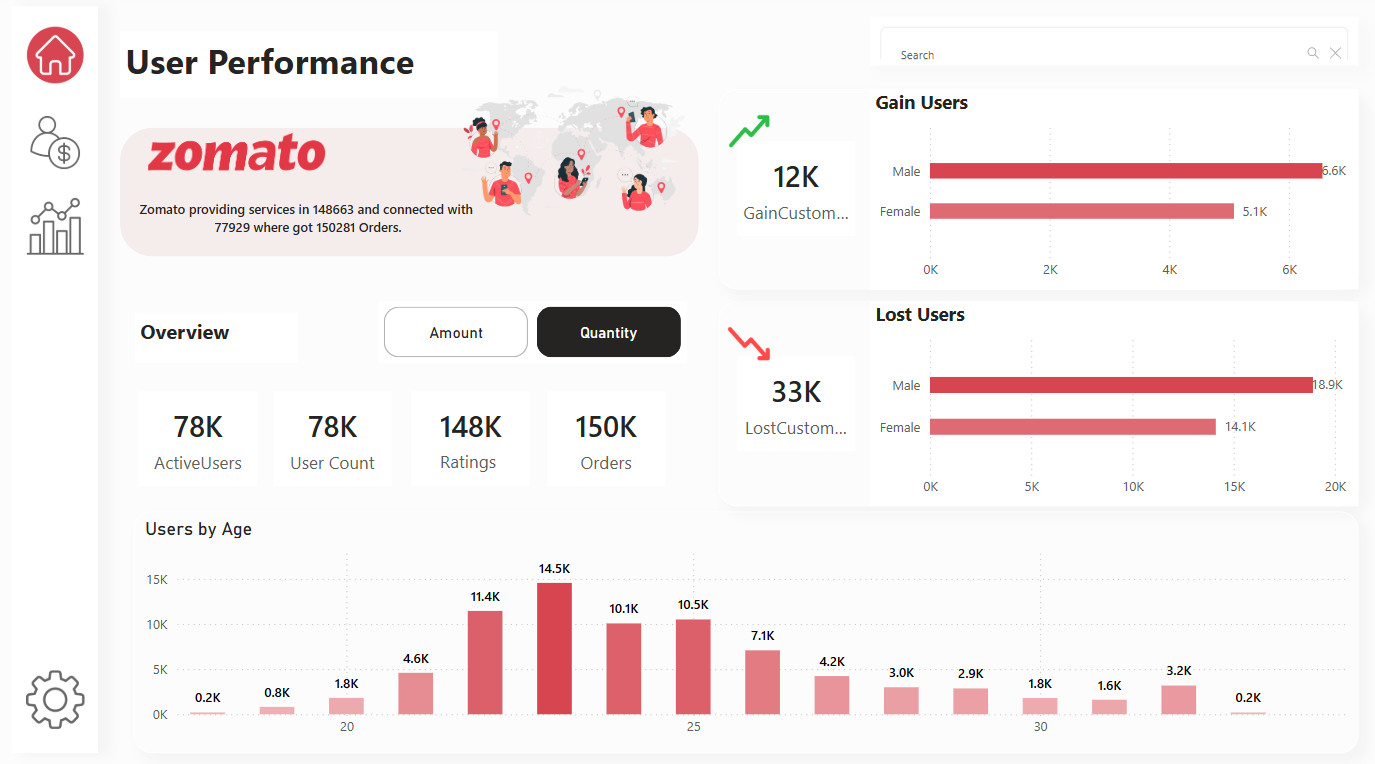 User Performance
Search
zomato
Zomato providing services in 148663 and connected with
77929 where got 150281 Orders.
12K
GainCustom...
Gain Users
Male
6.6K
Female
5.1K
0K
2K
4K
6K
Overview
Amount
Quantity
33K
LostCustom...
Lost Users
Male
18.9K
Female
14.1K
0K
5K
10K
15K
20K
78K
ActiveUsers
78K
User Count
148K
Ratings
150K
Orders
Users by Age
15K
10K
5K
0K
0.2K
0.8K
1.8K
4.6K
11.4K
14.5K
10.1K
10.5K
7.1K
4.2K
3.0K
2.9K
1.8K
1.6K
3.2K
0.2K
20
25
30